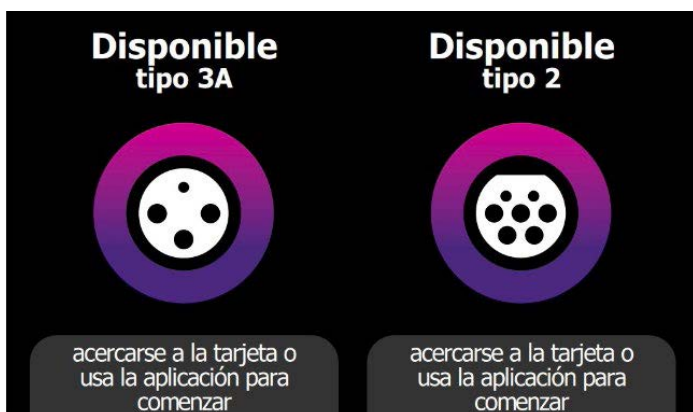 Disponible
tipo 3A
acercarse a la tarjeta o
usa la aplicación para
comenzar
Disponible
tipo 2
acercarse a la tarjeta o
usa la aplicación para
comenzar